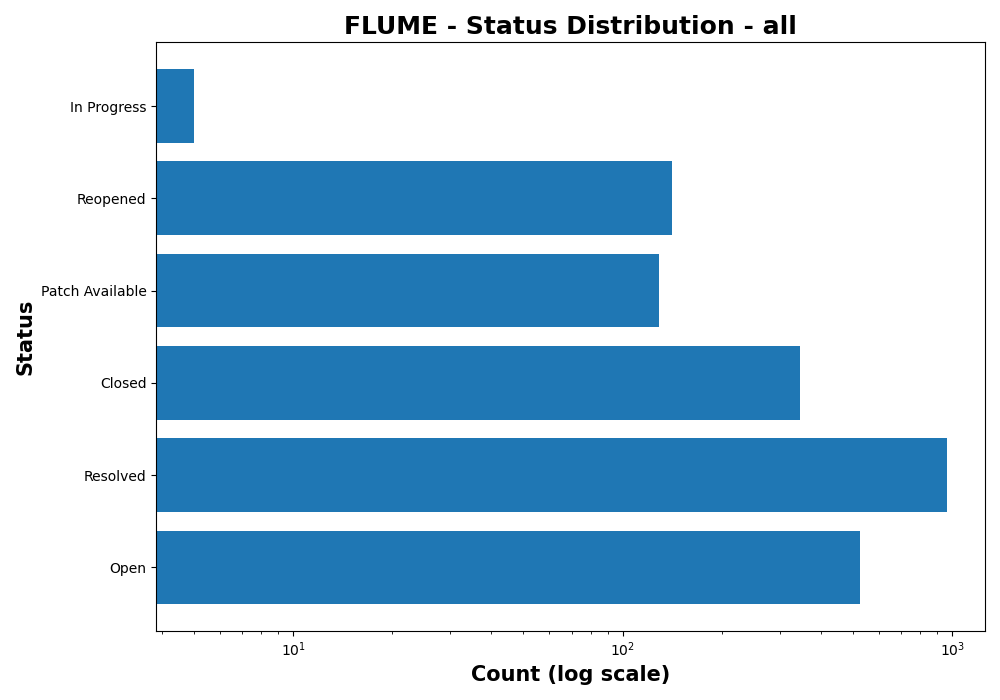 FLUME - Status Distribution - all
In Progress
Reopened
Patch Available
Closed
Resolved
Open
Status
10¹
10²
10³
Count (log scale)